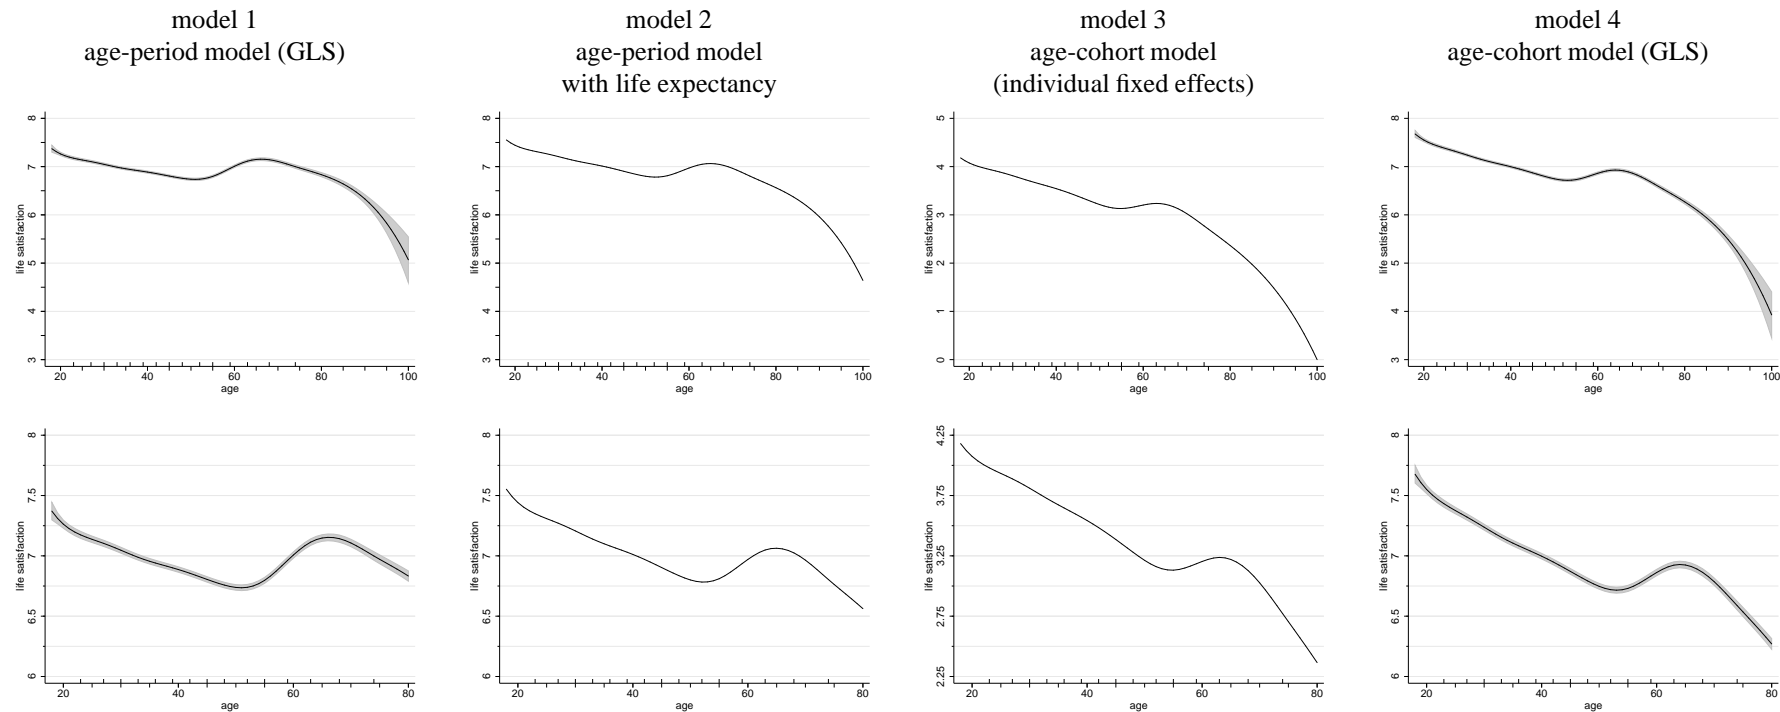 model 1
age-period model (GLS)
model 2
age-period model
with life expectancy
model 3
age-cohort model
(individual fixed effects)
model 4
age-cohort model (GLS)
8
7
6
5
4
3
life satisfaction
20 40 60 80 100
age
8
7
6
5
4
3
life satisfaction
20 40 60 80 100
age
5
4
3
2
1
0
life satisfaction
20 40 60 80 100
age
8
7
6
5
4
3
life satisfaction
20 40 60 80 100
age
8
7.5
7
6.5
6
life satisfaction
20 40 60 80
age
8
7.5
7
6.5
6
life satisfaction
20 40 60 80
age
4.25
3.75
3.25
2.75
2.25
life satisfaction
20 40 60 80
age
8
7.5
7
6.5
6
life satisfaction
20 40 60 80
age